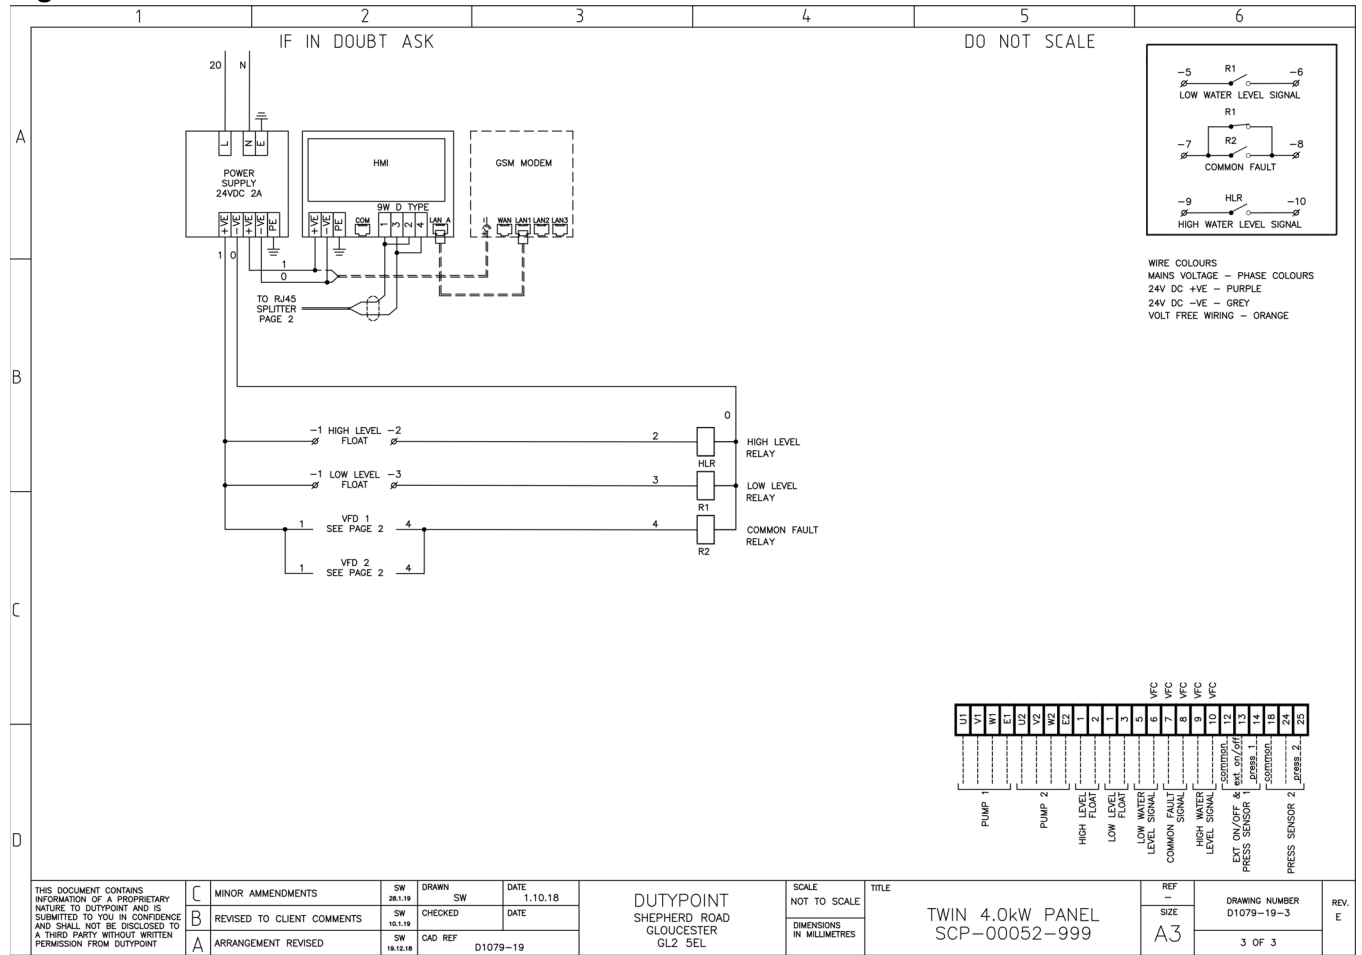 1 2 3 4 5 6
IF IN DOUBT ASK
DO NOT SCALE
A
B
C
D
20 N
L N E
POWER
SUPPLY
24VDC 2A
+VE -VE +VE -VE PE
HMI
9W D TYPE
+VE -VE PE
COM
1 3 2 4
LAN A
GSM MODEM
WAN LAN1 LAN2 LAN3
1 0
1
0
TO RJ45
SPLITTER
PAGE 2
0
-1 HIGH LEVEL -2
FLOAT
2
HLR
HIGH LEVEL
RELAY
-1 LOW LEVEL -3
FLOAT
3
R1
LOW LEVEL
RELAY
1 VFD 1 4
SEE PAGE 2
4
R2
COMMON FAULT
RELAY
VFD 2
1 SEE PAGE 2 4
-5 R1 -6
LOW WATER LEVEL SIGNAL
R1
-7 R2 -8
COMMON FAULT
-9 HLR -10
HIGH WATER LEVEL SIGNAL
WIRE COLOURS
MAINS VOLTAGE - PHASE COLOURS
24V DC +VE - PURPLE
24V DC -VE - GREY
VOLT FREE WIRING - ORANGE
VFC VFC VFC VFC VFC
U1 V1 W1 E1 U2 V2 W2 E2 1 2 1 3 5 6 7 8 9 10 12 13 14 18 24 25
common
ext on/off
press 1
common
press 2
PUMP 1
PUMP 2
HIGH LEVEL
FLOAT
LOW LEVEL
FLOAT
LOW WATER
LEVEL SIGNAL
COMMON FAULT
SIGNAL
HIGH WATER
LEVEL SIGNAL
EXT ON/OFF &
PRESS SENSOR 1
PRESS SENSOR 2
THIS DOCUMENT CONTAINS
INFORMATION OF A PROPRIETARY
NATURE TO DUTYPOINT AND IS
SUBMITTED TO YOU IN CONFIDENCE
AND SHALL NOT BE DISCLOSED TO
A THIRD PARTY WITHOUT WRITTEN
PERMISSION FROM DUTYPOINT
C MINOR AMMENDMENTS SW 28.1.19
B REVISED TO CLIENT COMMENTS SW 10.1.19
A ARRANGEMENT REVISED SW 19.12.18
DRAWN
SW
DATE
1.10.18
CHECKED
DATE
CAD REF
D1079-19
DUTYPOINT
SHEPHERD ROAD
GLOUCESTER
GL2 5EL
SCALE
NOT TO SCALE
DIMENSIONS
IN MILLIMETRES
TITLE
TWIN 4.0kW PANEL
SCP-00052-999
REF
-
SIZE
A3
DRAWING NUMBER
D1079-19-3
3 OF 3
REV.
E